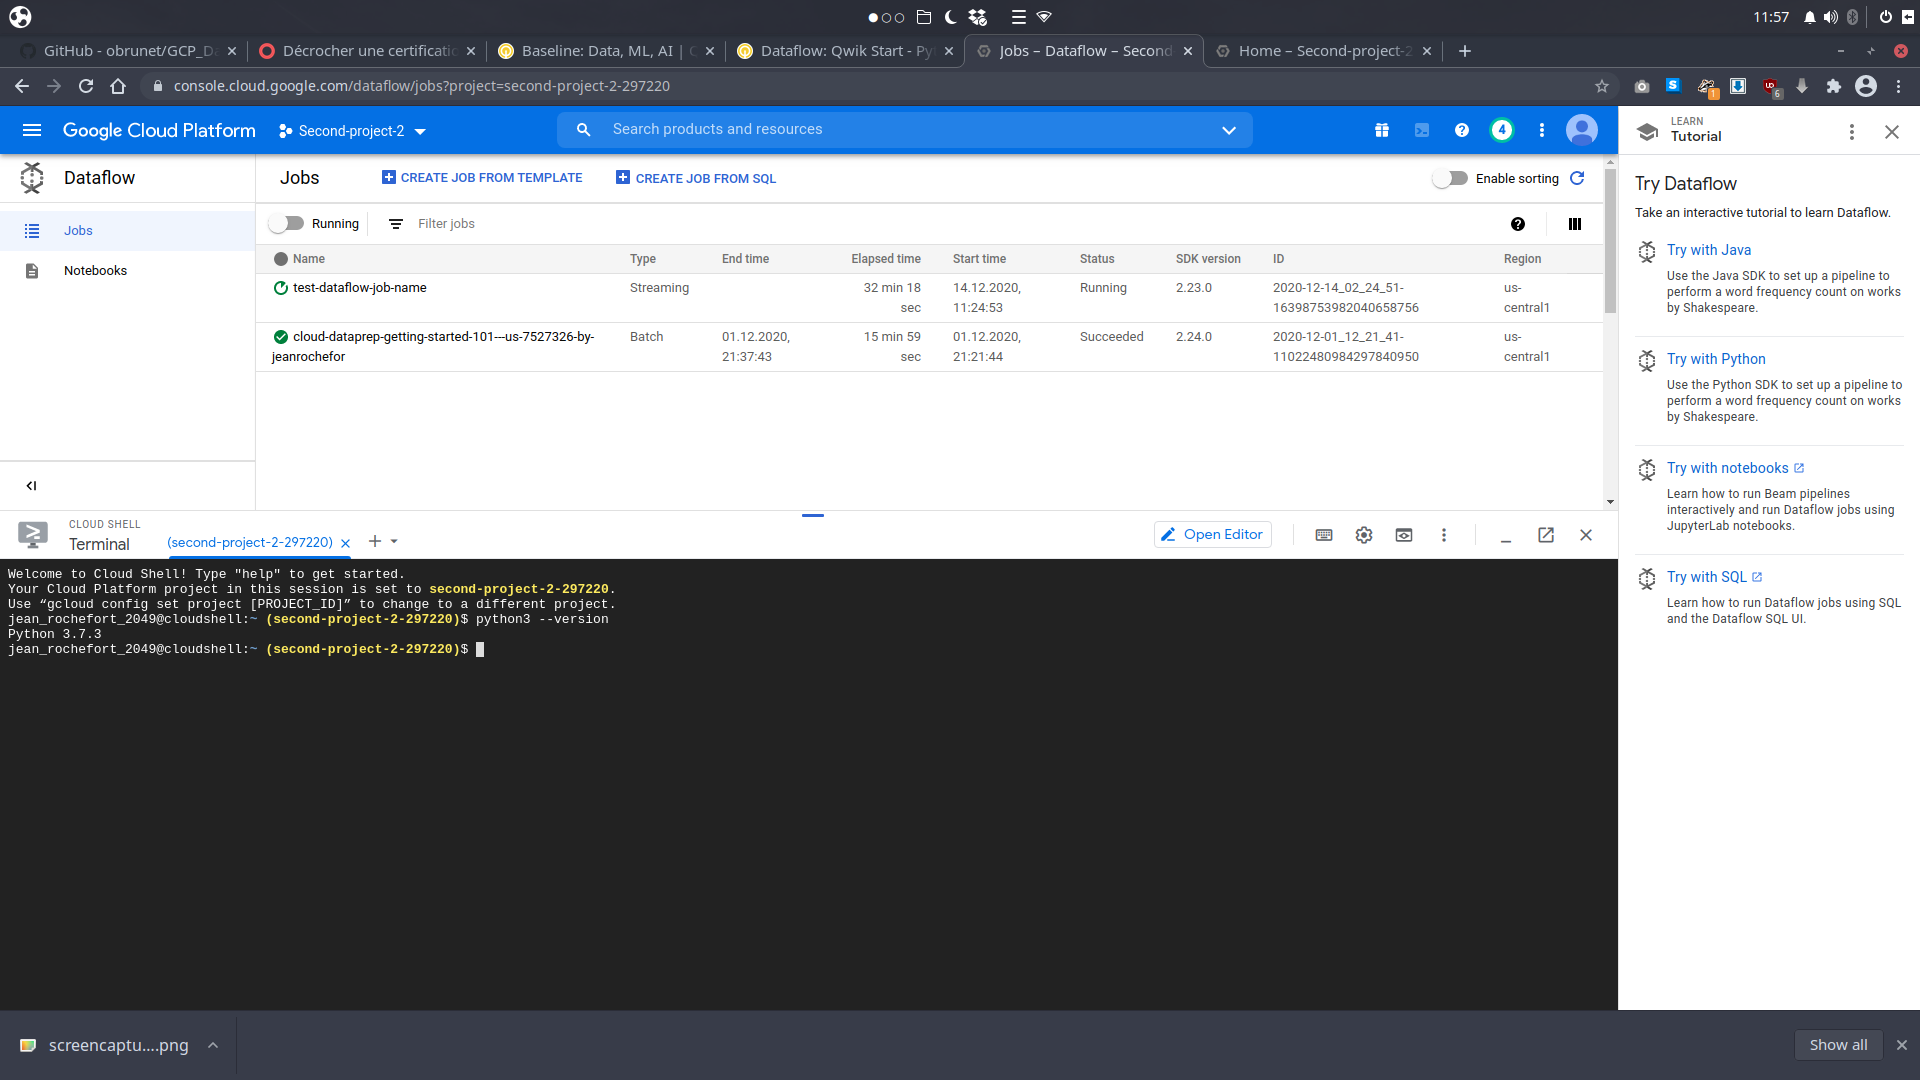 11:57
GitHub - obrunet/GCP_Da
Décrocher une certificatio
Baseline: Data, ML, AI |
Dataflow: Qwik Start - Py
Jobs – Dataflow – Second
Home – Second-project-2
console.cloud.google.com/dataflow/jobs?project=second-project-2-297220
Google Cloud Platform
Second-project-2
Search products and resources
4
LEARN
Tutorial
Dataflow
Jobs
CREATE JOB FROM TEMPLATE
CREATE JOB FROM SQL
Enable sorting
Jobs
Notebooks
Running
Filter jobs
Name Type End time Elapsed time Start time Status SDK version ID Region
test-dataflow-job-name Streaming 32 min 18 14.12.2020, Running 2.23.0 2020-12-14_02_24_51- us-
sec 11:24:53 16398753982040658756 central1
cloud-dataprep-getting-started-101---us-7527326-by- Batch 01.12.2020, 15 min 59 01.12.2020, Succeeded 2.24.0 2020-12-01_12_21_41- us-
jeanrochefor 21:37:43 sec 21:21:44 11022480984297840950 central1
Try Dataflow
Take an interactive tutorial to learn Dataflow.
Try with Java
Use the Java SDK to set up a pipeline to
perform a word frequency count on works
by Shakespeare.
Try with Python
Use the Python SDK to set up a pipeline to
perform a word frequency count on works
by Shakespeare.
Try with notebooks
Learn how to run Beam pipelines
interactively and run Dataflow jobs using
JupyterLab notebooks.
Try with SQL
Learn how to run Dataflow jobs using SQL
and the Dataflow SQL UI.
CLOUD SHELL
Terminal
(second-project-2-297220)
Open Editor
Welcome to Cloud Shell! Type "help" to get started.
Your Cloud Platform project in this session is set to second-project-2-297220.
Use “gcloud config set project [PROJECT_ID]” to change to a different project.
jean_rochefort_2049@cloudshell:~ (second-project-2-297220)$ python3 --version
Python 3.7.3
jean_rochefort_2049@cloudshell:~ (second-project-2-297220)$
screencaptu....png
Show all